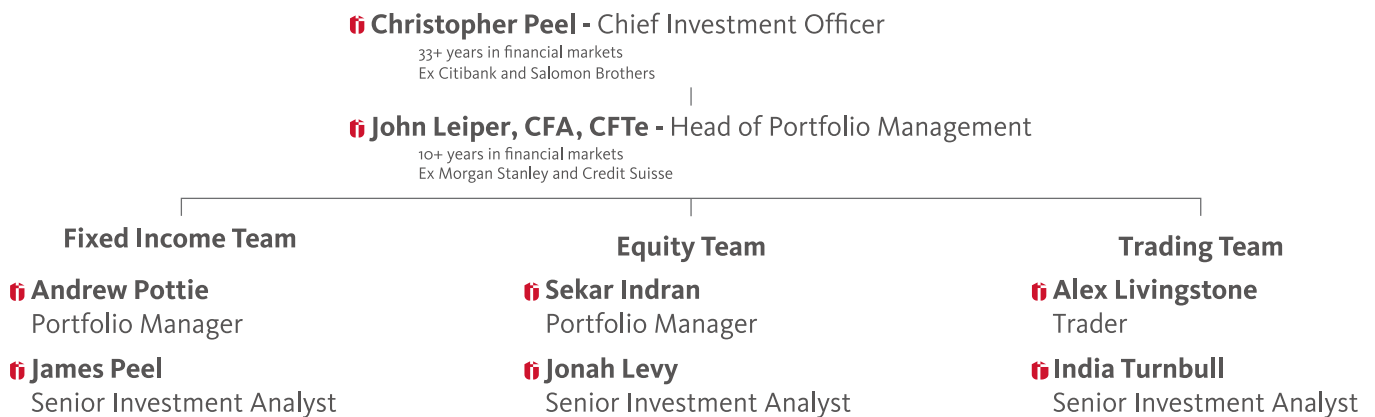 Christopher Peel - Chief Investment Officer
33+ years in financial markets
Ex Citibank and Salomon Brothers
John Leiper, CFA, CFTe - Head of Portfolio Management
10+ years in financial markets
Ex Morgan Stanley and Credit Suisse
Fixed Income Team
Andrew Pottie
Portfolio Manager
James Peel
Senior Investment Analyst
Equity Team
Sekar Indran
Portfolio Manager
Jonah Levy
Senior Investment Analyst
Trading Team
Alex Livingstone
Trader
India Turnbull
Senior Investment Analyst